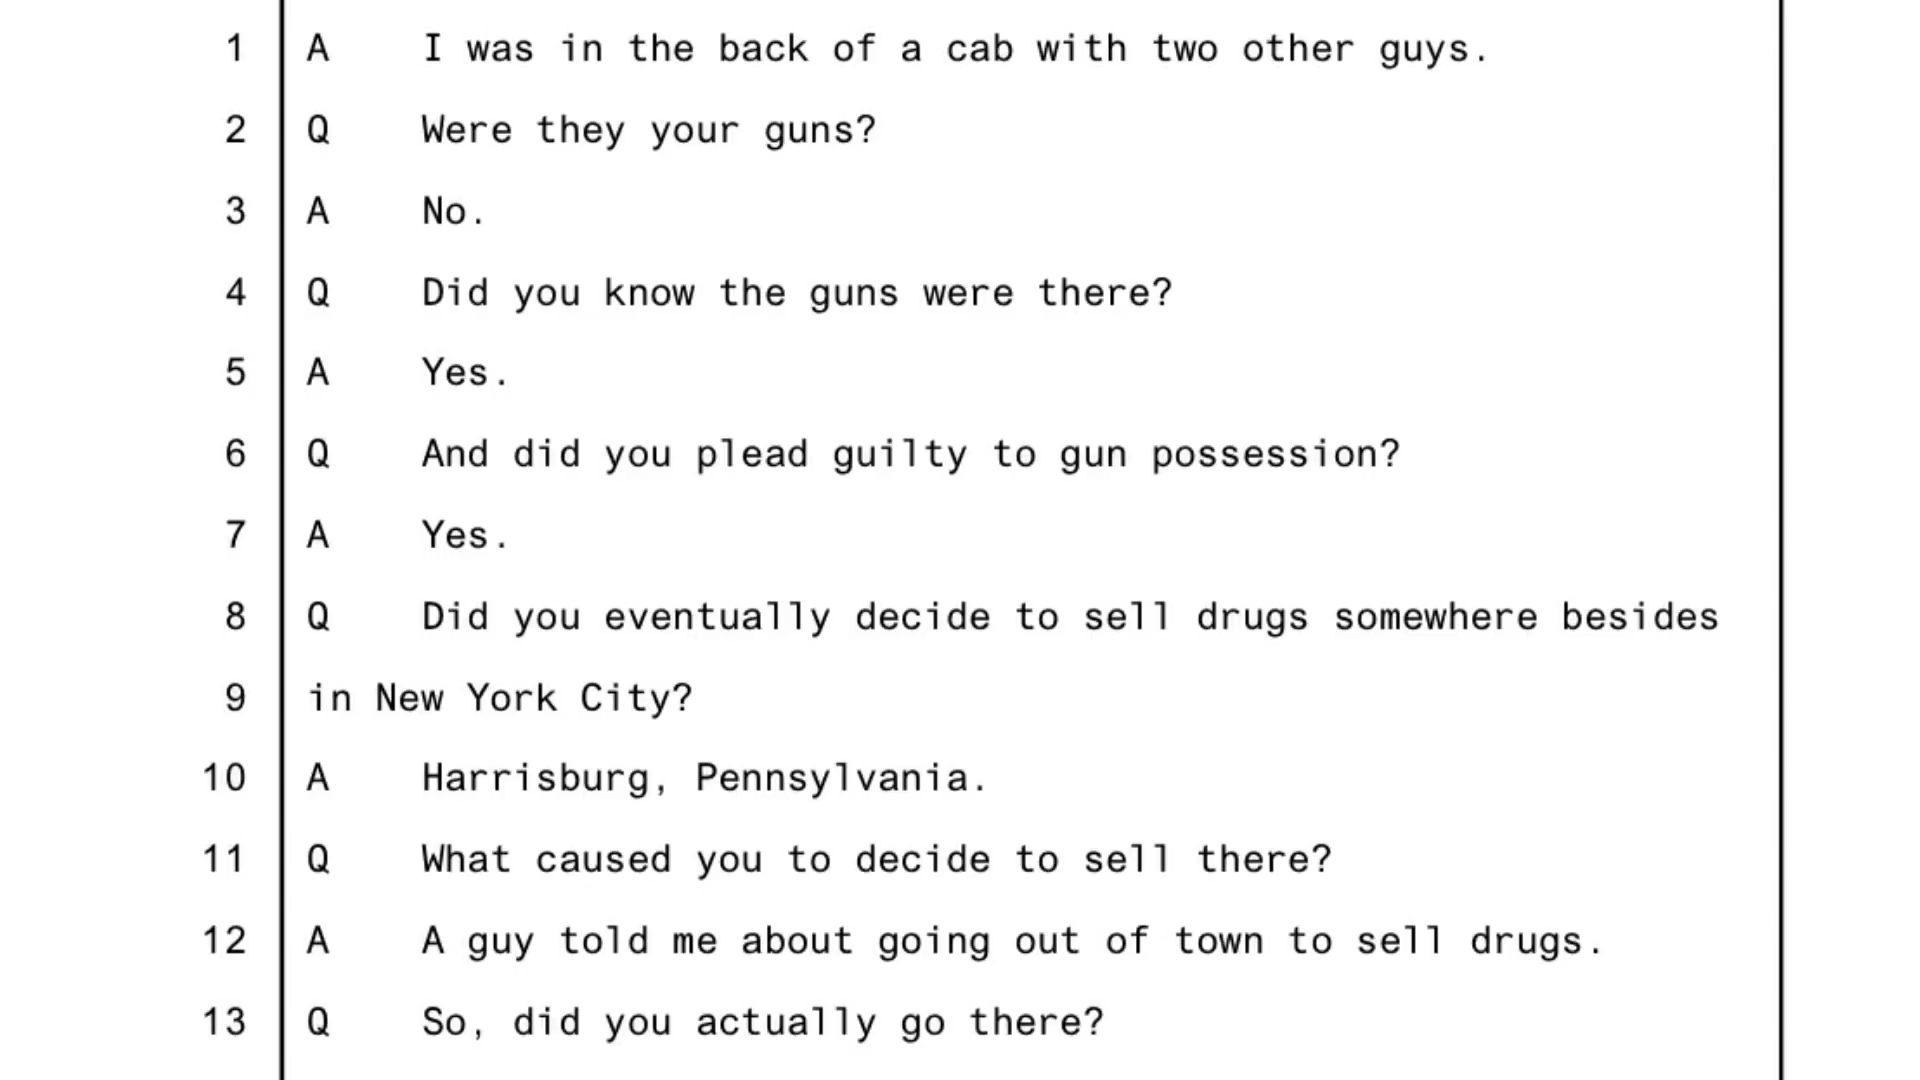 1 A I was in the back of a cab with two other guys.
2 Q Were they your guns?
3 A No.
4 Q Did you know the guns were there?
5 A Yes.
6 Q And did you plead guilty to gun possession?
7 A Yes.
8 Q Did you eventually decide to sell drugs somewhere besides
9 in New York City?
10 A Harrisburg, Pennsylvania.
11 Q What caused you to decide to sell there?
12 A A guy told me about going out of town to sell drugs.
13 Q So, did you actually go there?